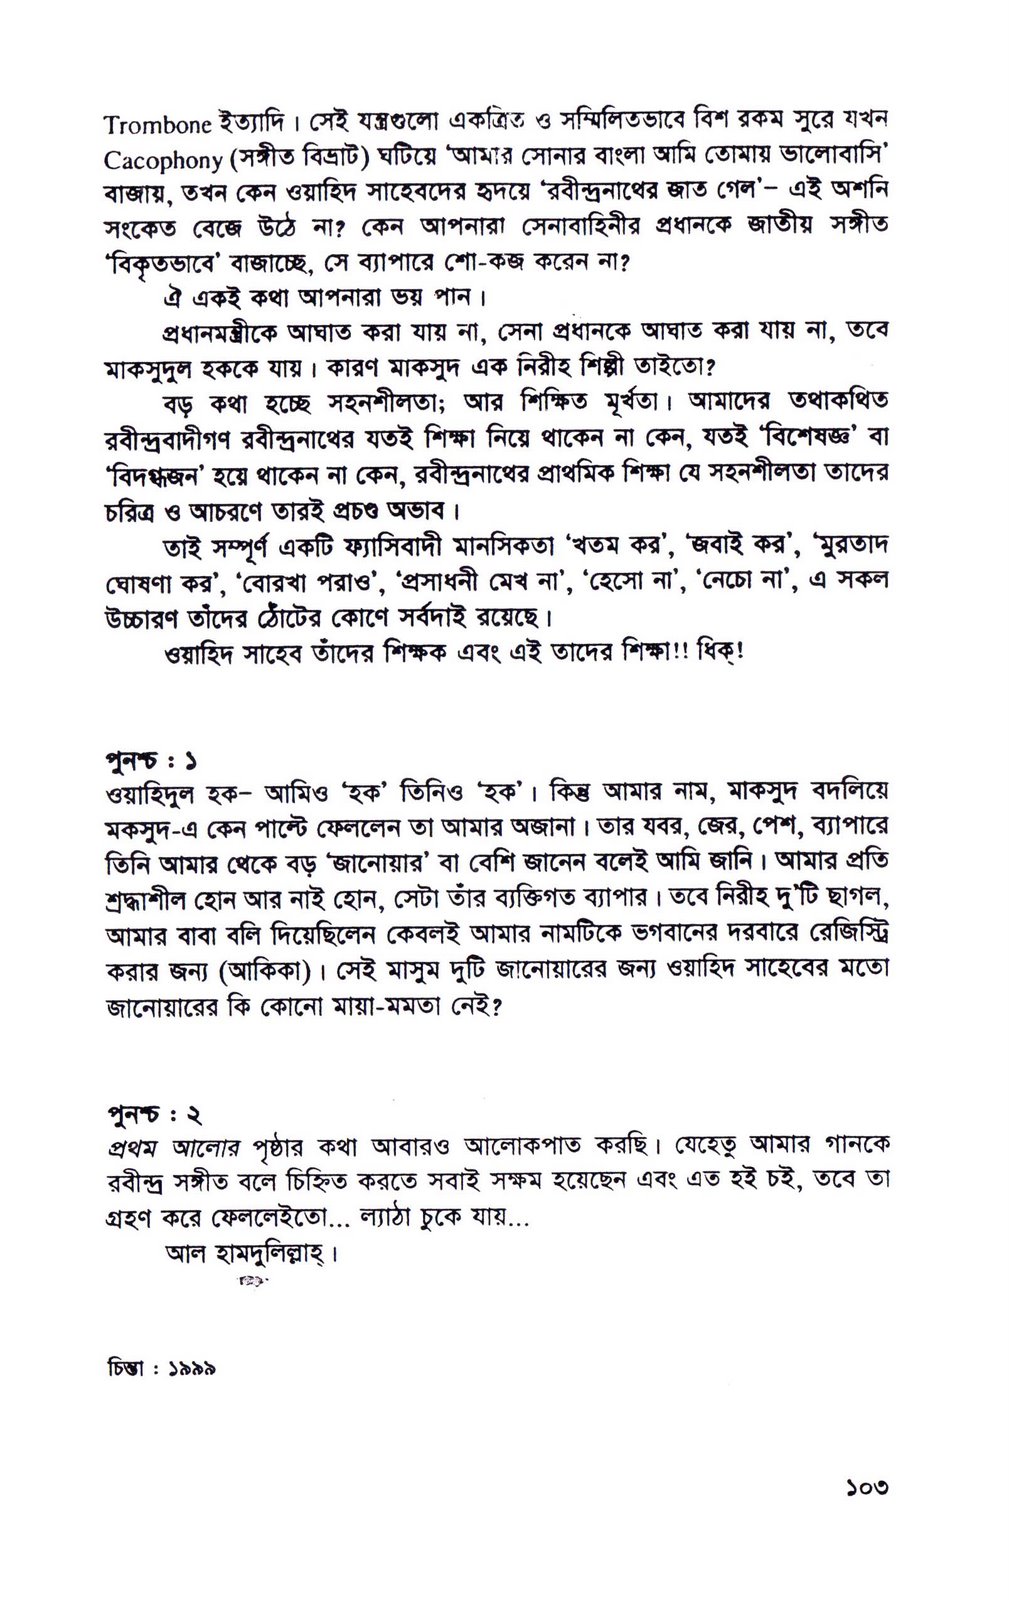 Trombone ইত্যাদি। সেই যন্ত্রগুলো একত্রিত ও সম্মিলিতভাবে বিশ রকম সুরে যখন
Cacophony (সঙ্গীত বিভ্রাট) ঘটিয়ে ‘আমার সোনার বাংলা আমি তোমায় ভালোবাসি’
বাজায়, তখন কেন ওয়াহিদ সাহেবদের হৃদয়ে ‘রবীন্দ্রনাথের জাত গেল’– এই অশনি
সংকেত বেজে উঠে না? কেন আপনারা সেনাবাহিনীর প্রধানকে জাতীয় সঙ্গীত
‘বিকৃতভাবে’ বাজাচ্ছে, সে ব্যাপারে শো-কজ করেন না?
ঐ একই কথা আপনারা ভয় পান।
প্রধানমন্ত্রীকে আঘাত করা যায় না, সেনা প্রধানকে আঘাত করা যায় না, তবে
মাকসুদুল হককে যায়। কারণ মাকসুদ এক নিরীহ শিল্পী তাইতো?
বড় কথা হচ্ছে সহনশীলতা; আর শিক্ষিত মূর্খতা। আমাদের তথাকথিত
রবীন্দ্রবাদীগণ রবীন্দ্রনাথের যতই শিক্ষা নিয়ে থাকেন না কেন, যতই ‘বিশেষজ্ঞ’ বা
‘বিদগ্ধজন’ হয়ে থাকেন না কেন, রবীন্দ্রনাথের প্রাথমিক শিক্ষা যে সহনশীলতা তাদের
চরিত্র ও আচরণে তারই প্রচণ্ড অভাব।
তাই সম্পূর্ণ একটি ফ্যাসিবাদী মানসিকতা ‘খতম কর’, ‘জবাই কর’, ‘মুরতাদ
ঘোষণা কর’, ‘বোরখা পরাও’, ‘প্রসাধনী মেখ না’, ‘হেসো না’, ‘নেচো না’, এ সকল
উচ্চারণ তাঁদের ঠোঁটের কোণে সর্বদাই রয়েছে।
ওয়াহিদ সাহেব তাঁদের শিক্ষক এবং এই তাদের শিক্ষা!! ধিক্!
পুনশ্চ : ১
ওয়াহিদুল হক– আমিও ‘হক’ তিনিও ‘হক’। কিন্তু আমার নাম, মাকসুদ বদলিয়ে
মকসুদ-এ কেন পাল্টে ফেললেন তা আমার অজানা। তার যবর, জের, পেশ, ব্যাপারে
তিনি আমার থেকে বড় ‘জানোয়ার’ বা বেশি জানেন বলেই আমি জানি। আমার প্রতি
শ্রদ্ধাশীল হোন আর নাই হোন, সেটা তাঁর ব্যক্তিগত ব্যাপার। তবে নিরীহ দু’টি ছাগল,
আমার বাবা বলি দিয়েছিলেন কেবলই আমার নামটিকে ভগবানের দরবারে রেজিস্ট্রি
করার জন্য (আকিকা)। সেই মাসুম দুটি জানোয়ারের জন্য ওয়াহিদ সাহেবের মতো
জানোয়ারের কি কোনো মায়া-মমতা নেই?
পুনশ্চ : ২
প্রথম আলোর পৃষ্ঠার কথা আবারও আলোকপাত করছি। যেহেতু আমার গানকে
রবীন্দ্র সঙ্গীত বলে চিহ্নিত করতে সবাই সক্ষম হয়েছেন এবং এত হই চই, তবে তা
গ্রহণ করে ফেললেইতো... ল্যাঠা চুকে যায়...
আল হামদুলিল্লাহ্।
চিন্তা : ১৯৯৯
১০৩